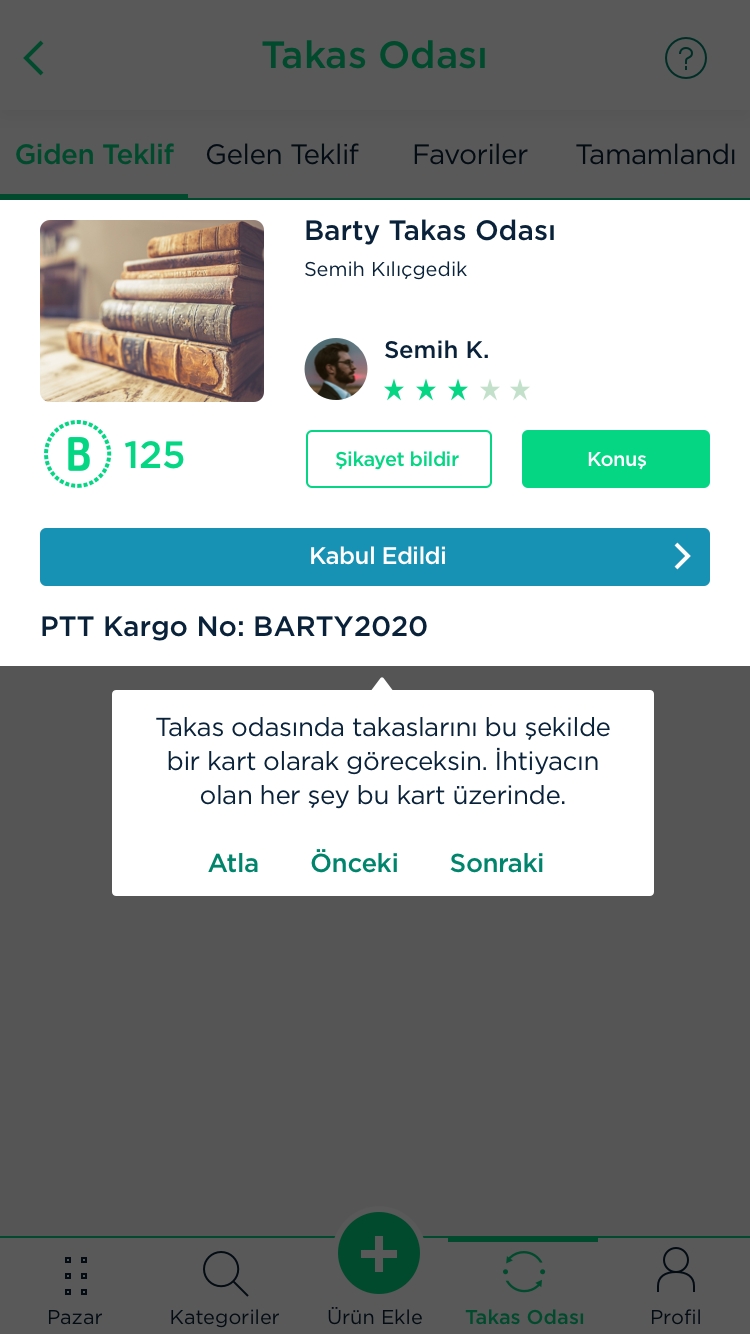 Takas Odası
?
Giden Teklif Gelen Teklif Favoriler Tamamlandı
Barty Takas Odası
Semih Kılıçgedik
Semih K.
B 125
Şikayet bildir Konuş
Kabul Edildi
PTT Kargo No: BARTY2020
Takas odasında takaslarını bu şekilde
bir kart olarak göreceksin. İhtiyacın
olan her şey bu kart üzerinde.
Atla Önceki Sonraki
Pazar Kategoriler Ürün Ekle Takas Odası Profil